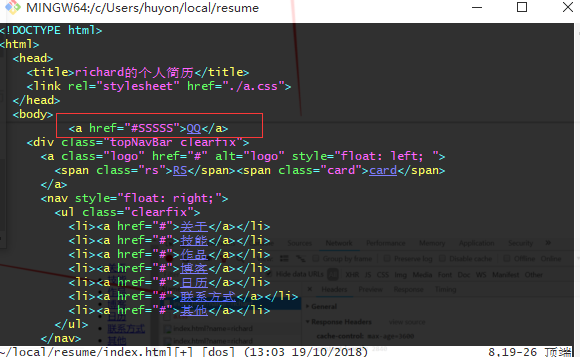 MINGW64:/c/Users/huyon/local/resume
<!DOCTYPE html>
<html>
<head>
<title>richard的个人简历</title>
<link rel="stylesheet" href="./a.css">
</head>
<body>
<a href="#SSSSS">QQ</a>
<div class="topNavBar clearfix">
<a class="logo" href="#" alt="logo" style="float: left; ">
<span class="rs">RS</span><span class="card">card</span>
</a>
<nav style="float: right;">
<ul class="clearfix">
<li><a href="#">关于</a></li>
<li><a href="#">技能</a></li>
<li><a href="#">作品</a></li>
<li><a href="#">博客</a></li>
<li><a href="#">日历</a></li>
<li><a href="#">联系方式</a></li>
<li><a href="#">其他</a></li>
</ul>
</nav>
~/local/resume/index.html[+] [dos] (13:03 19/10/2018) 8,19-26 顶端